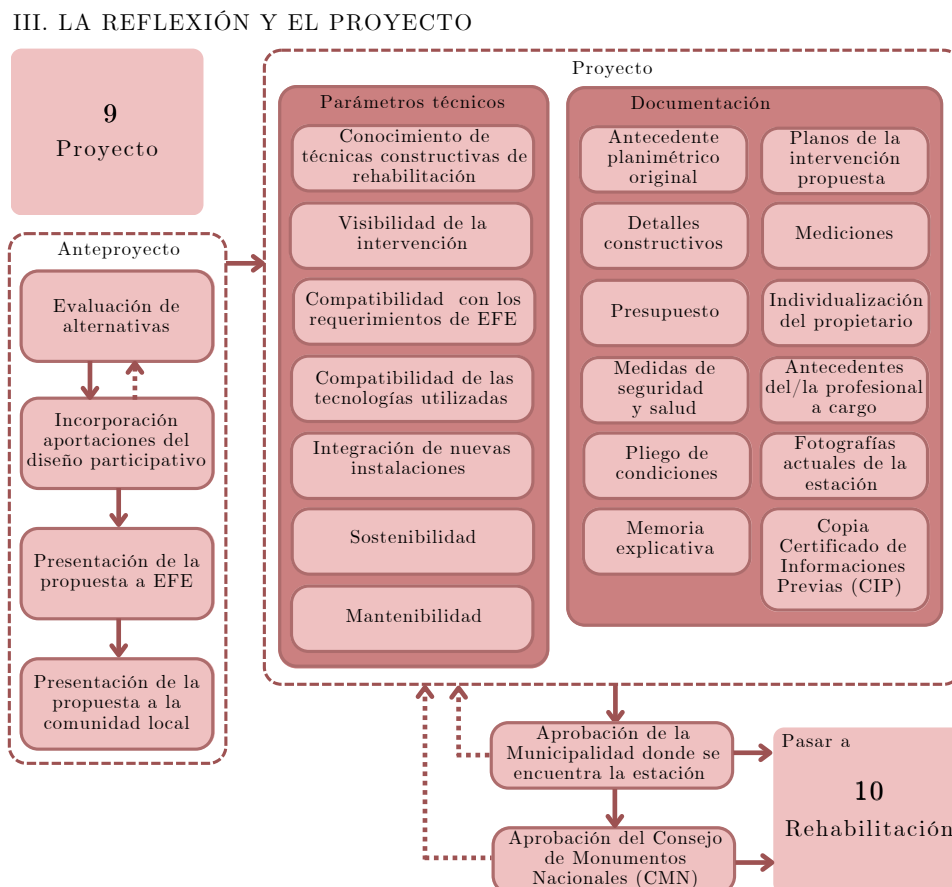 III. LA REFLEXIÓN Y EL PROYECTO
9
Proyecto
Anteproyecto
Evaluación de
alternativas
Incorporación
aportaciones del
diseño participativo
Presentación de la
propuesta a EFE
Presentación de la
propuesta a la
comunidad local
Proyecto
Parámetros técnicos
Conocimiento de
técnicas constructivas de
rehabilitación
Visibilidad de la
intervención
Compatibilidad con los
requerimientos de EFE
Compatibilidad de las
tecnologías utilizadas
Integración de nuevas
instalaciones
Sostenibilidad
Mantenibilidad
Documentación
Antecedente
planimétrico
original
Planos de la
intervención
propuesta
Detalles
constructivos
Mediciones
Presupuesto
Individualización
del propietario
Medidas de
seguridad
y salud
Antecedentes
del/la profesional
a cargo
Pliego de
condiciones
Fotografías
actuales de la
estación
Memoria
explicativa
Copia
Certificado de
Informaciones
Previas (CIP)
Aprobación de la
Municipalidad donde se
encuentra la estación
Aprobación del Consejo
de Monumentos
Nacionales (CMN)
Pasar a
10
Rehabilitación